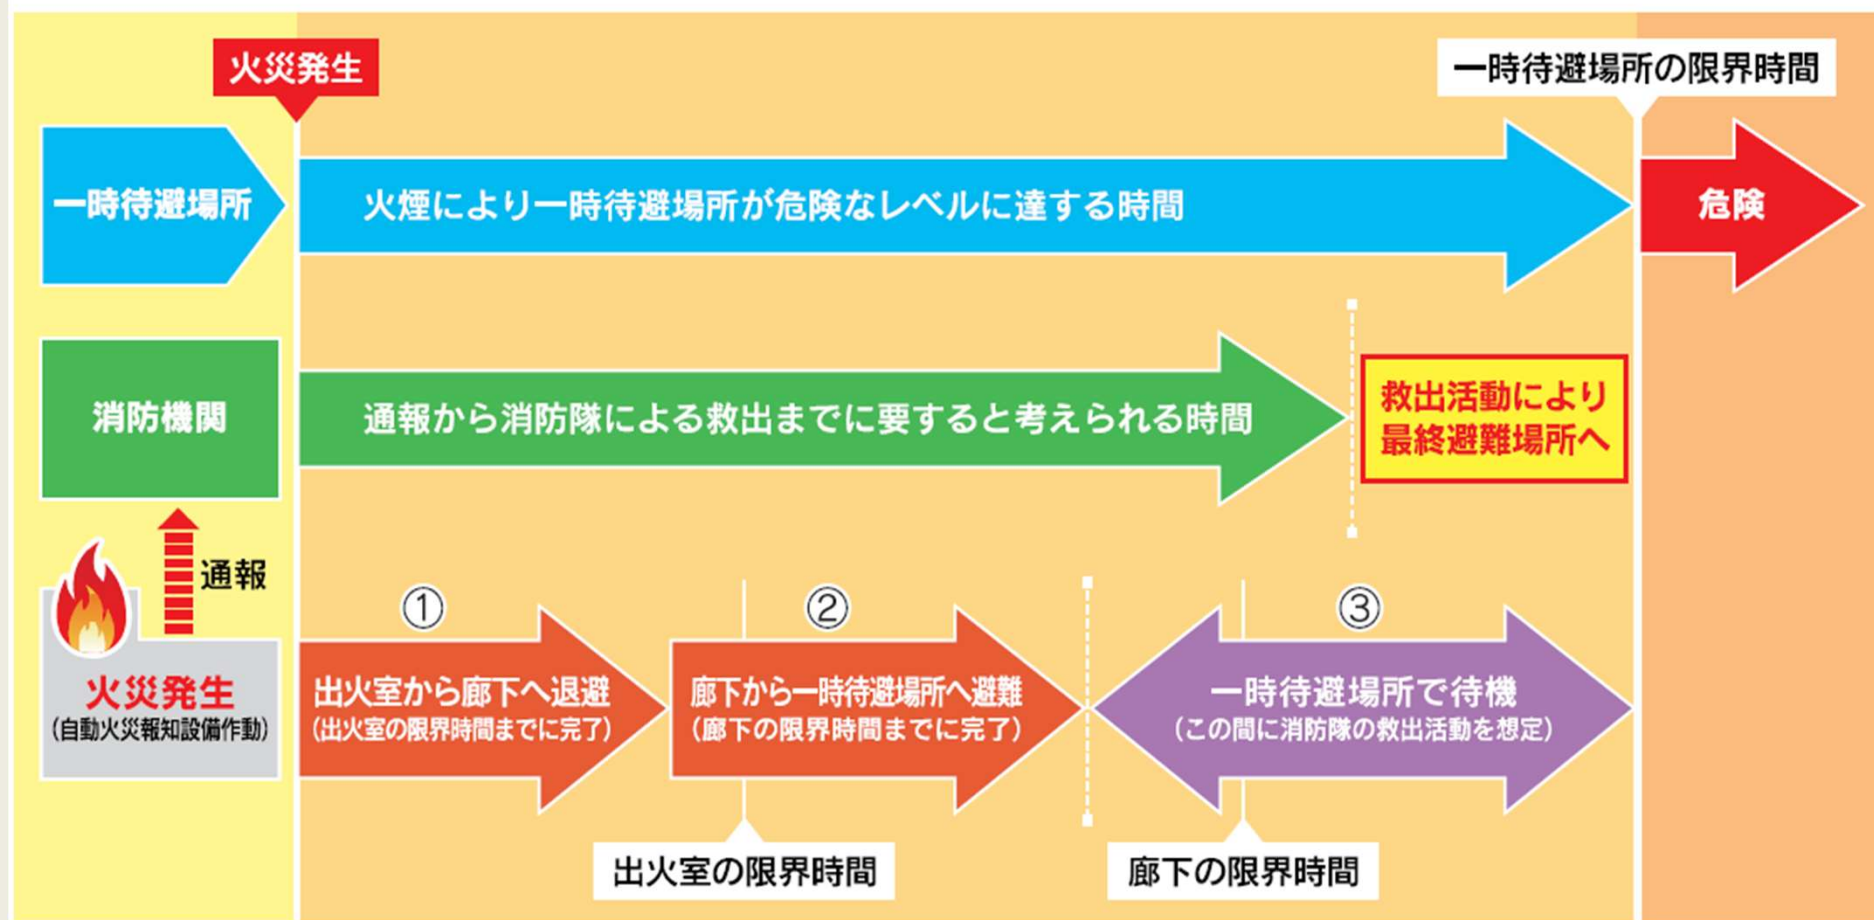 火災発生
一時待避場所の限界時間
一時待避場所
火煙により一時待避場所が危険なレベルに達する時間
危険
消防機関
通報から消防隊による救出までに要すると考えられる時間
救出活動により
最終避難場所へ
通報
火災発生
(自動火災報知設備作動)
①
出火室から廊下へ退避
(出火室の限界時間までに完了)
②
廊下から一時待避場所へ避難
(廊下の限界時間までに完了)
③
一時待避場所で待機
(この間に消防隊の救出活動を想定)
出火室の限界時間
廊下の限界時間